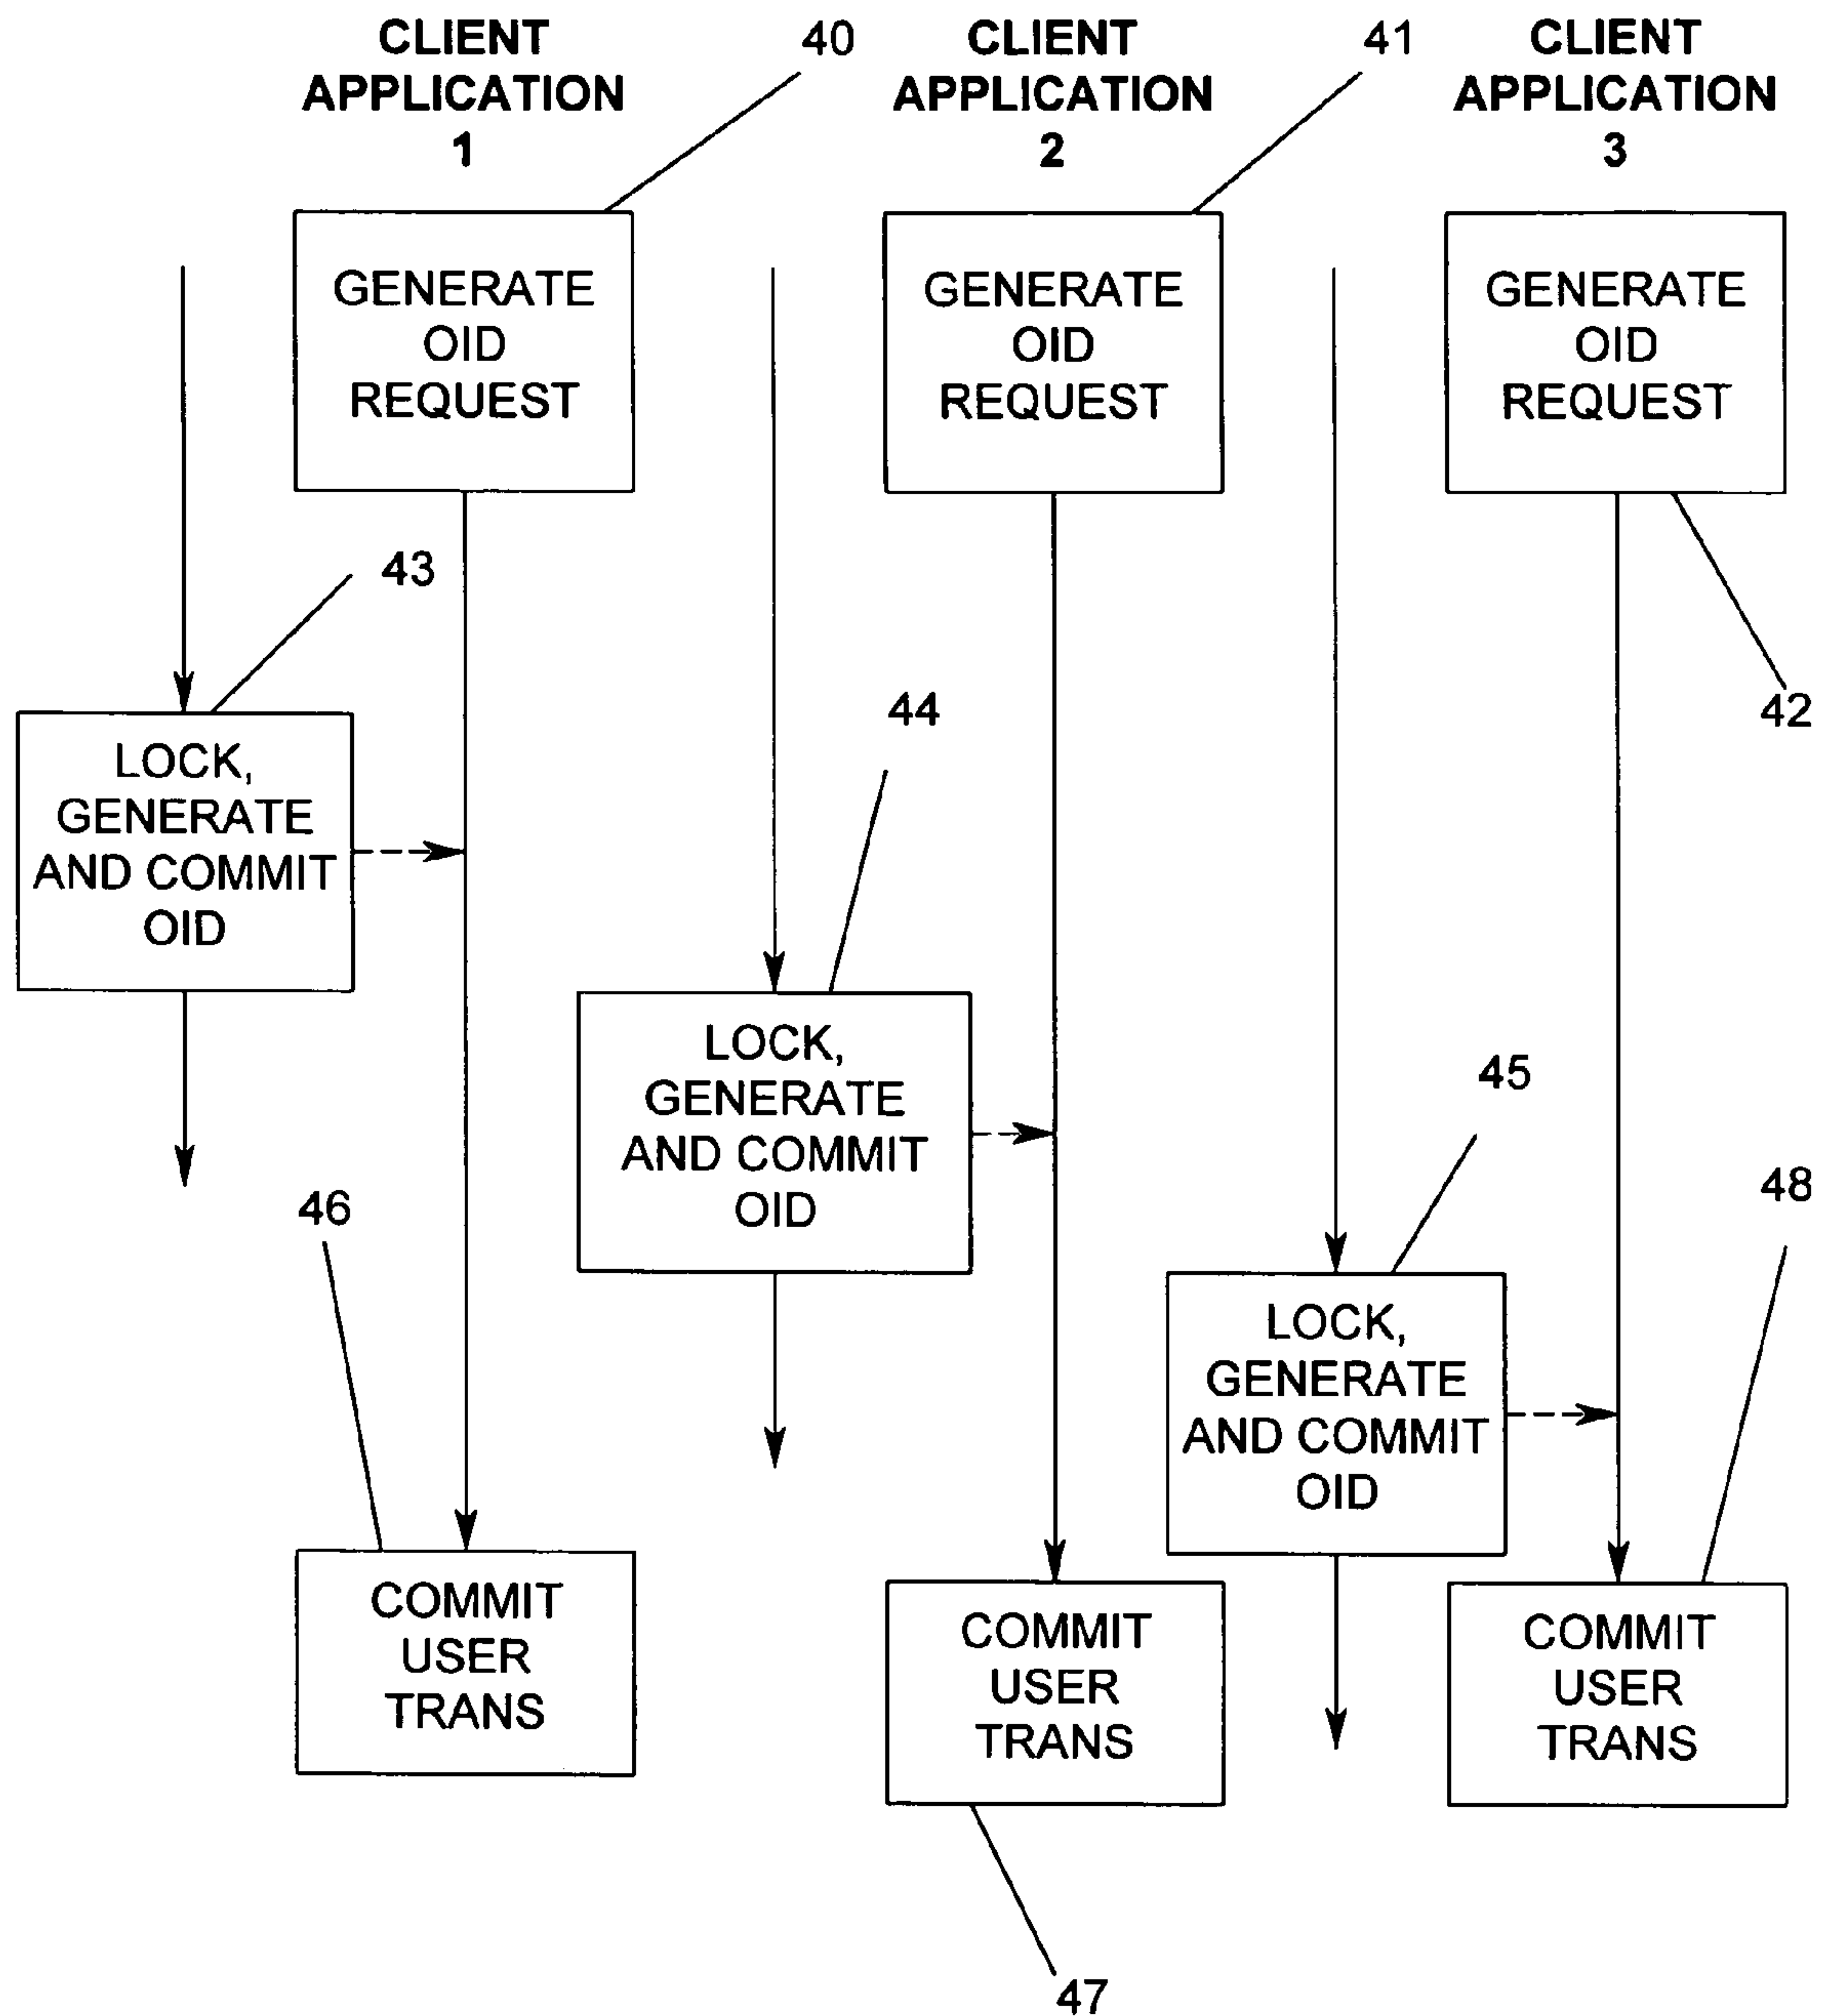 CLIENT
APPLICATION
1
40
CLIENT
APPLICATION
2
41
CLIENT
APPLICATION
3
GENERATE
OID
REQUEST
GENERATE
OID
REQUEST
GENERATE
OID
REQUEST
43
42
44
LOCK,
GENERATE
AND COMMIT
OID
LOCK,
GENERATE
AND COMMIT
OID
45
46
48
LOCK,
GENERATE
AND COMMIT
OID
COMMIT
USER
TRANS
COMMIT
USER
TRANS
COMMIT
USER
TRANS
47